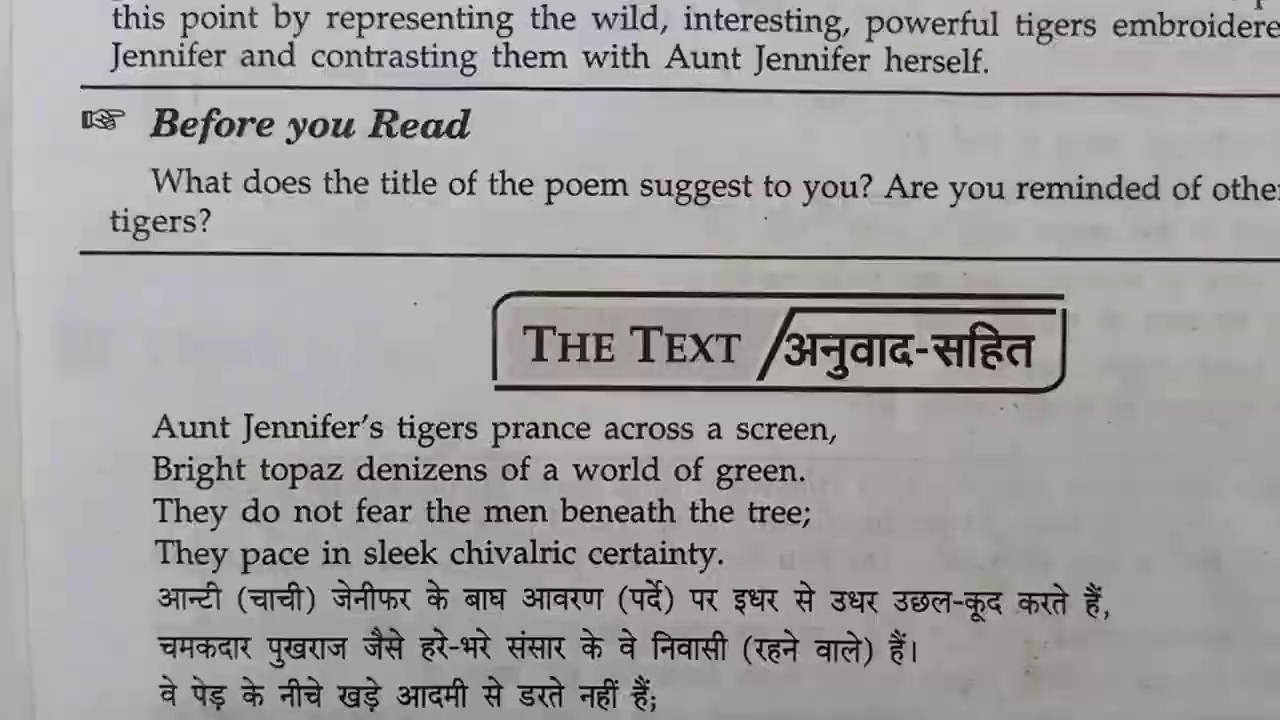 this point by representing the wild, interesting, powerful tigers embroidere
Jennifer and contrasting them with Aunt Jennifer herself.
☞ Before you Read
What does the title of the poem suggest to you? Are you reminded of othe
tigers?
THE TEXT / अनुवाद-सहित
Aunt Jennifer's tigers prance across a screen,
Bright topaz denizens of a world of green.
They do not fear the men beneath the tree;
They pace in sleek chivalric certainty.
आन्टी (चाची) जेनीफर के बाघ आवरण (पर्दे) पर इधर से उधर उछल-कूद करते हैं,
चमकदार पुखराज जैसे हरे-भरे संसार के वे निवासी (रहने वाले) हैं।
वे पेड़ के नीचे खड़े आदमी से डरते नहीं हैं;